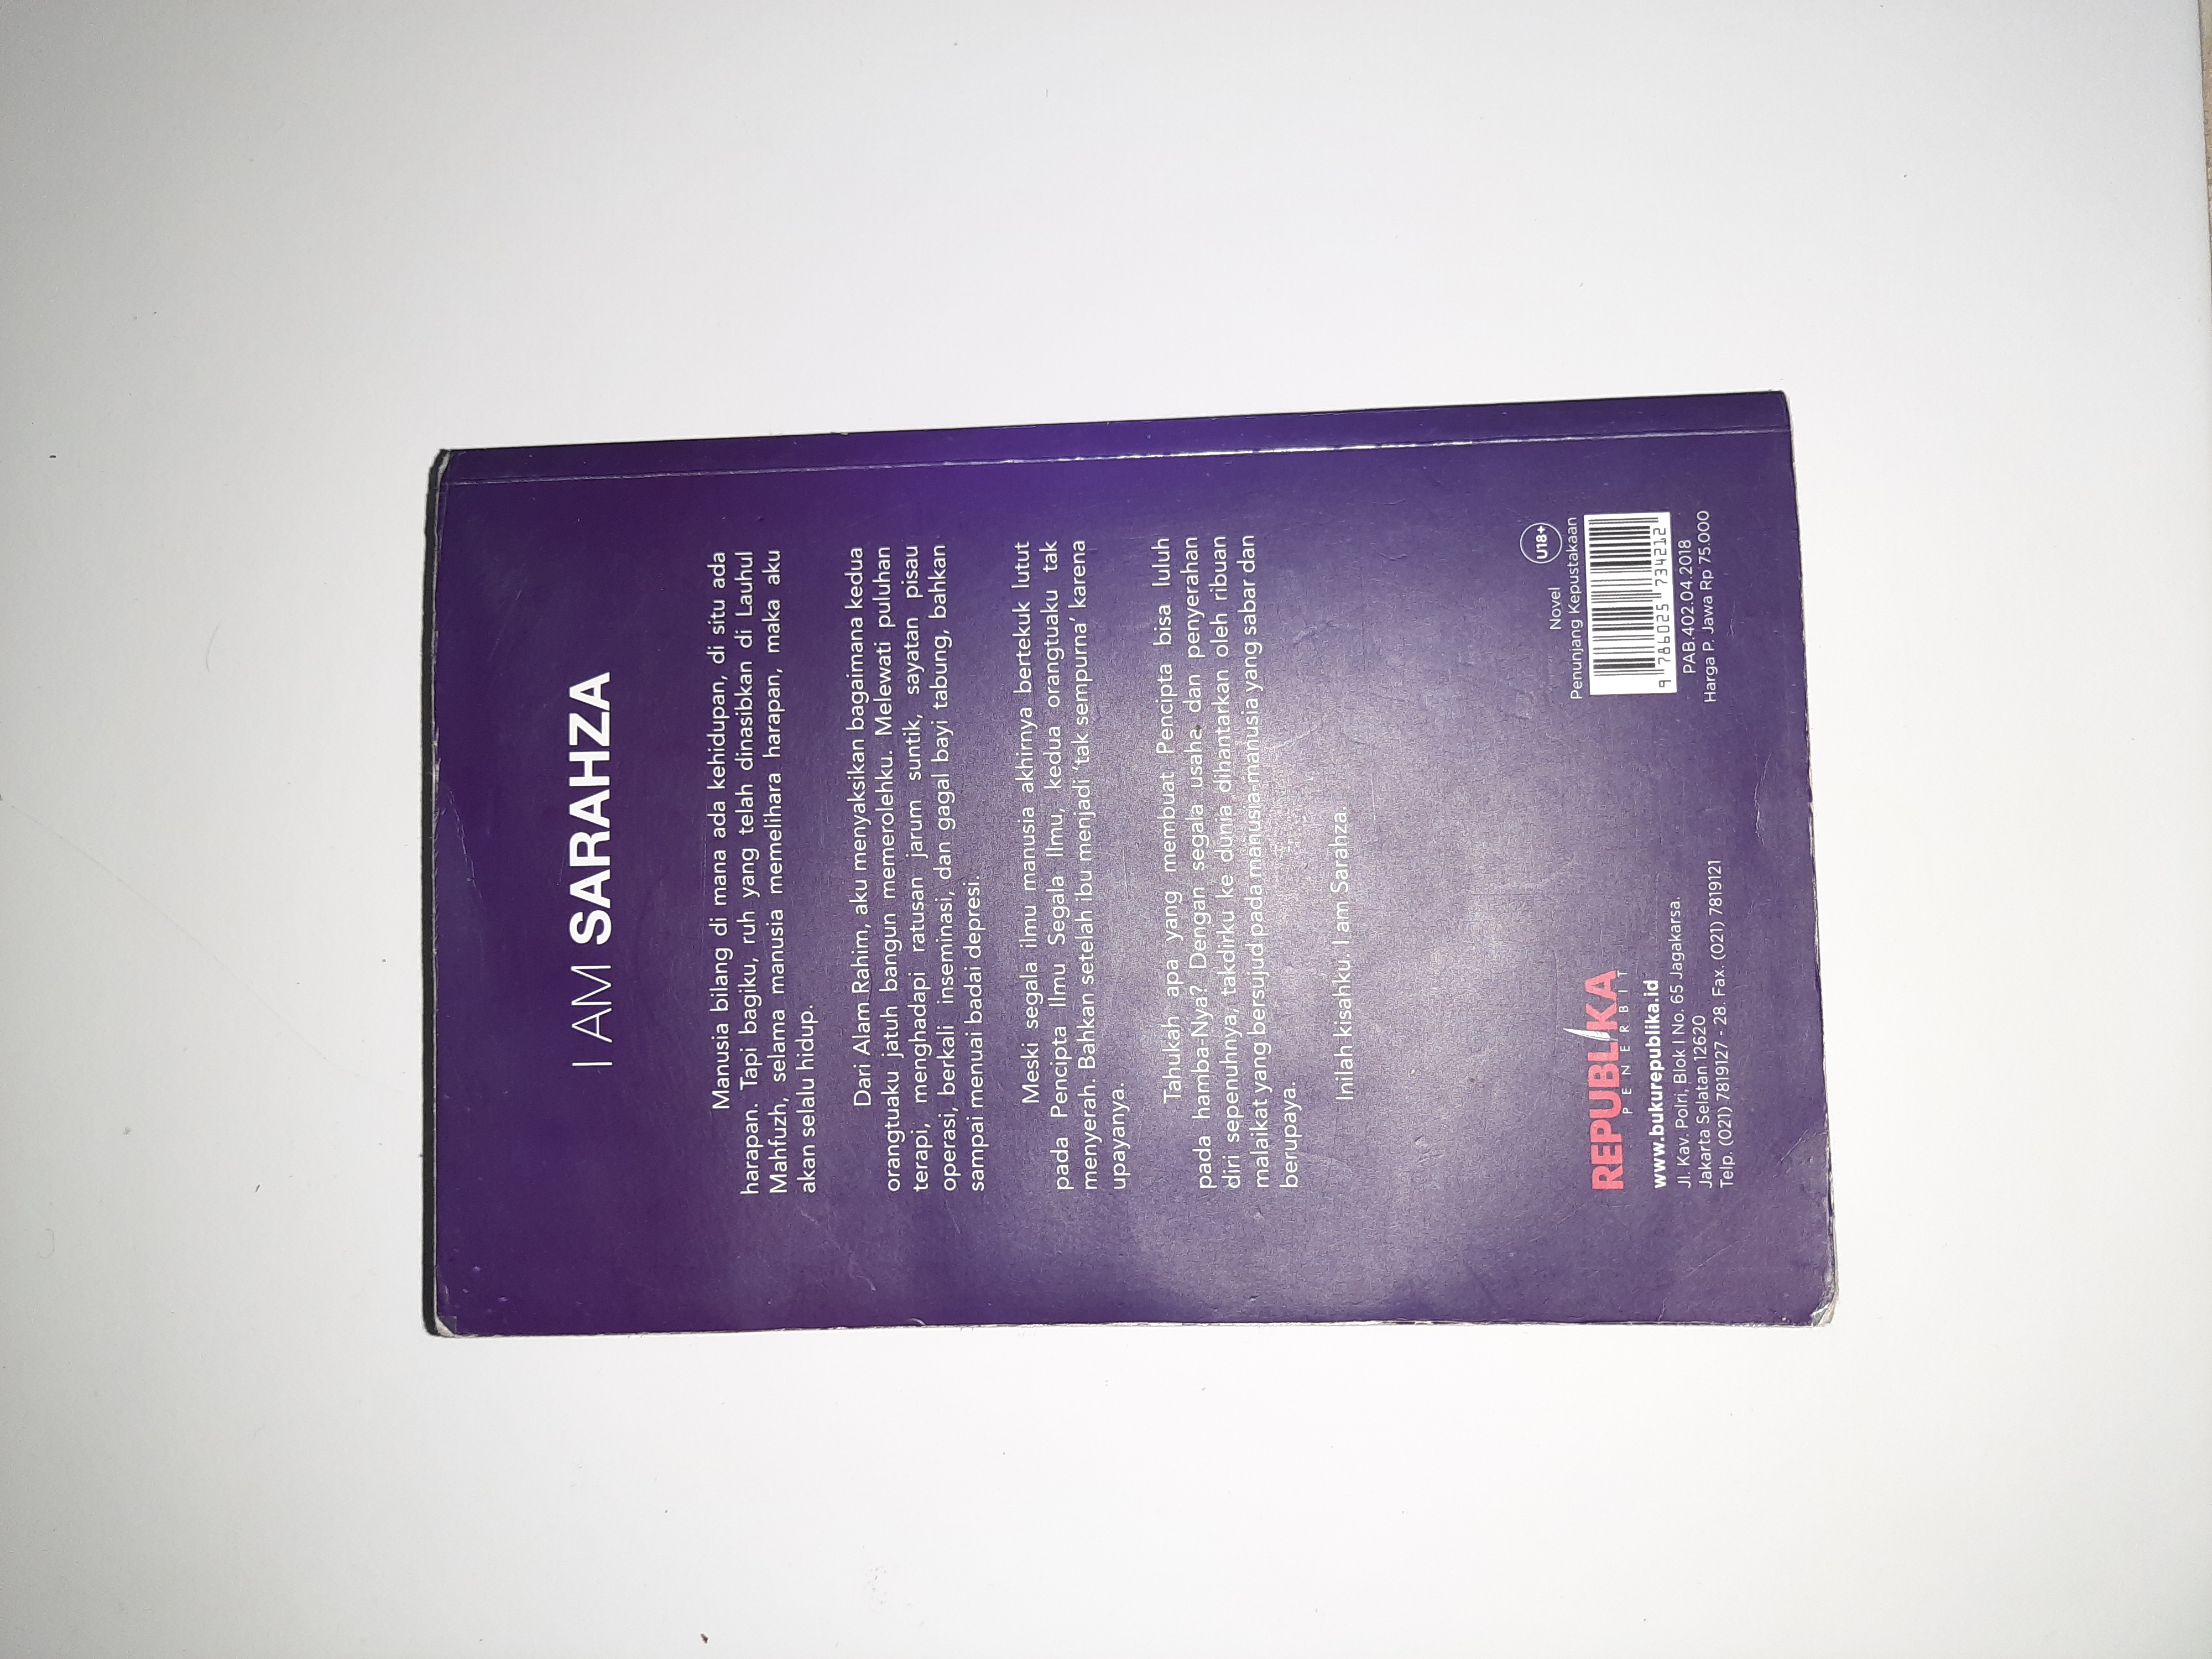 I AM SARAHZA
Manusia bilang di mana ada kehidupan, di situ ada
harapan. Tapi bagiku, ruh yang telah dinasibkan di Lauhul
Mahfuzh, selama manusia memelihara harapan, maka aku
akan selalu hidup.
Dari Alam Rahim, aku menyaksikan bagaimana kedua
orangtuaku jatuh bangun memerolehku. Melewati puluhan
terapi, menghadapi ratusan jarum suntik, sayatan pisau
operasi, berkali inseminasi, dan gagal bayi tabung, bahkan
sampai menuai badai depresi.
Meski segala ilmu manusia akhirnya bertekuk lutut
pada Pencipta Ilmu Segala Ilmu, kedua orangtuaku tak
menyerah. Bahkan setelah ibu menjadi ‘tak sempurna’ karena
upayanya.
Tahukah apa yang membuat Pencipta bisa luluh
pada hamba-Nya? Dengan segala usaha dan penyerahan
diri sepenuhnya, takdirku ke dunia dihantarkan oleh ribuan
malaikat yang bersujud pada manusia-manusia yang sabar dan
berupaya.
Inilah kisahku. I am Sarahza.
REPUBLIKA
PENERBIT
www.bukurepublika.id
Jl. Kav. Polri, Blok I No. 65 Jagakarsa.
Jakarta Selatan 12620
Telp. (021) 7819127 - 28. Fax. (021) 7819121
U18+
Novel
Penunjang Kepustakaan
9 786025 734212
PAB.402.04.2018
Harga P. Jawa Rp 75.000